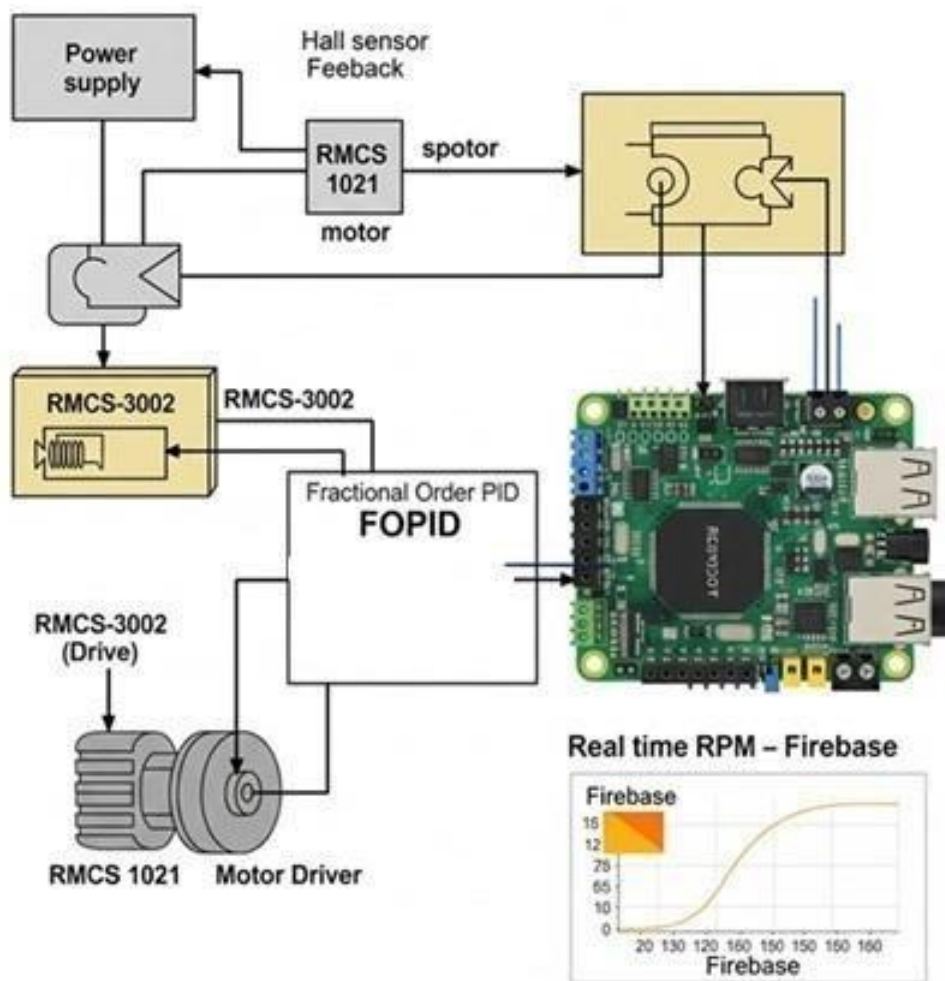 Power
supply
Hall sensor
Feeback
RMCS
1021
motor
spotor
RMCS-3002
RMCS-3002
Fractional Order PID
FOPID
RMCS-3002
(Drive)
RMCS 1021
Motor Driver
Real time RPM – Firebase
Firebase
15
12
75
65
10
0
20 130 120 160 150 150 156 160
Firebase